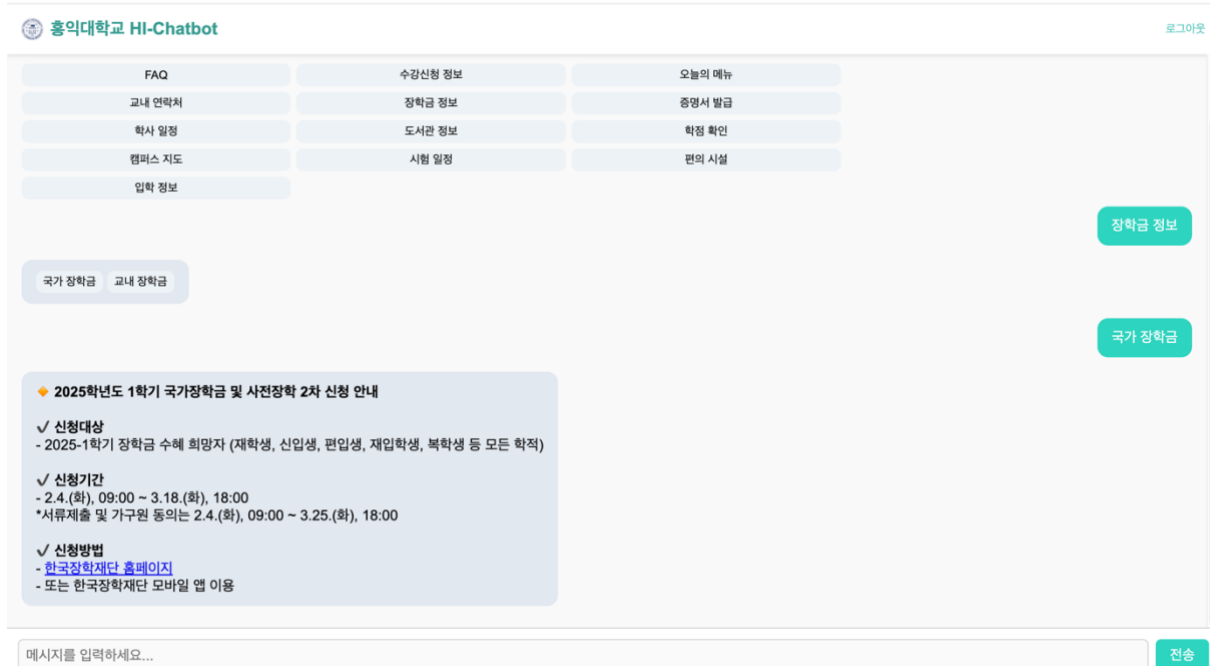 홍익대학교 HI-Chatbot
로그아웃
FAQ 수강신청 정보 오늘의 메뉴
교내 연락처 장학금 정보 증명서 발급
학사 일정 도서관 정보 학점 확인
캠퍼스 지도 시험 일정 편의 시설
입학 정보
장학금 정보
국가 장학금 교내 장학금
국가 장학금
🔸 2025학년도 1학기 국가장학금 및 사전장학 2차 신청 안내
✓ 신청대상
- 2025-1학기 장학금 수혜 희망자 (재학생, 신입생, 편입생, 재입학생, 복학생 등 모든 학적)
✓ 신청기간
- 2.4.(화), 09:00 ~ 3.18.(화), 18:00
*서류제출 및 가구원 동의는 2.4.(화), 09:00 ~ 3.25.(화), 18:00
✓ 신청방법
- 한국장학재단 홈페이지
- 또는 한국장학재단 모바일 앱 이용
메시지를 입력하세요...
전송